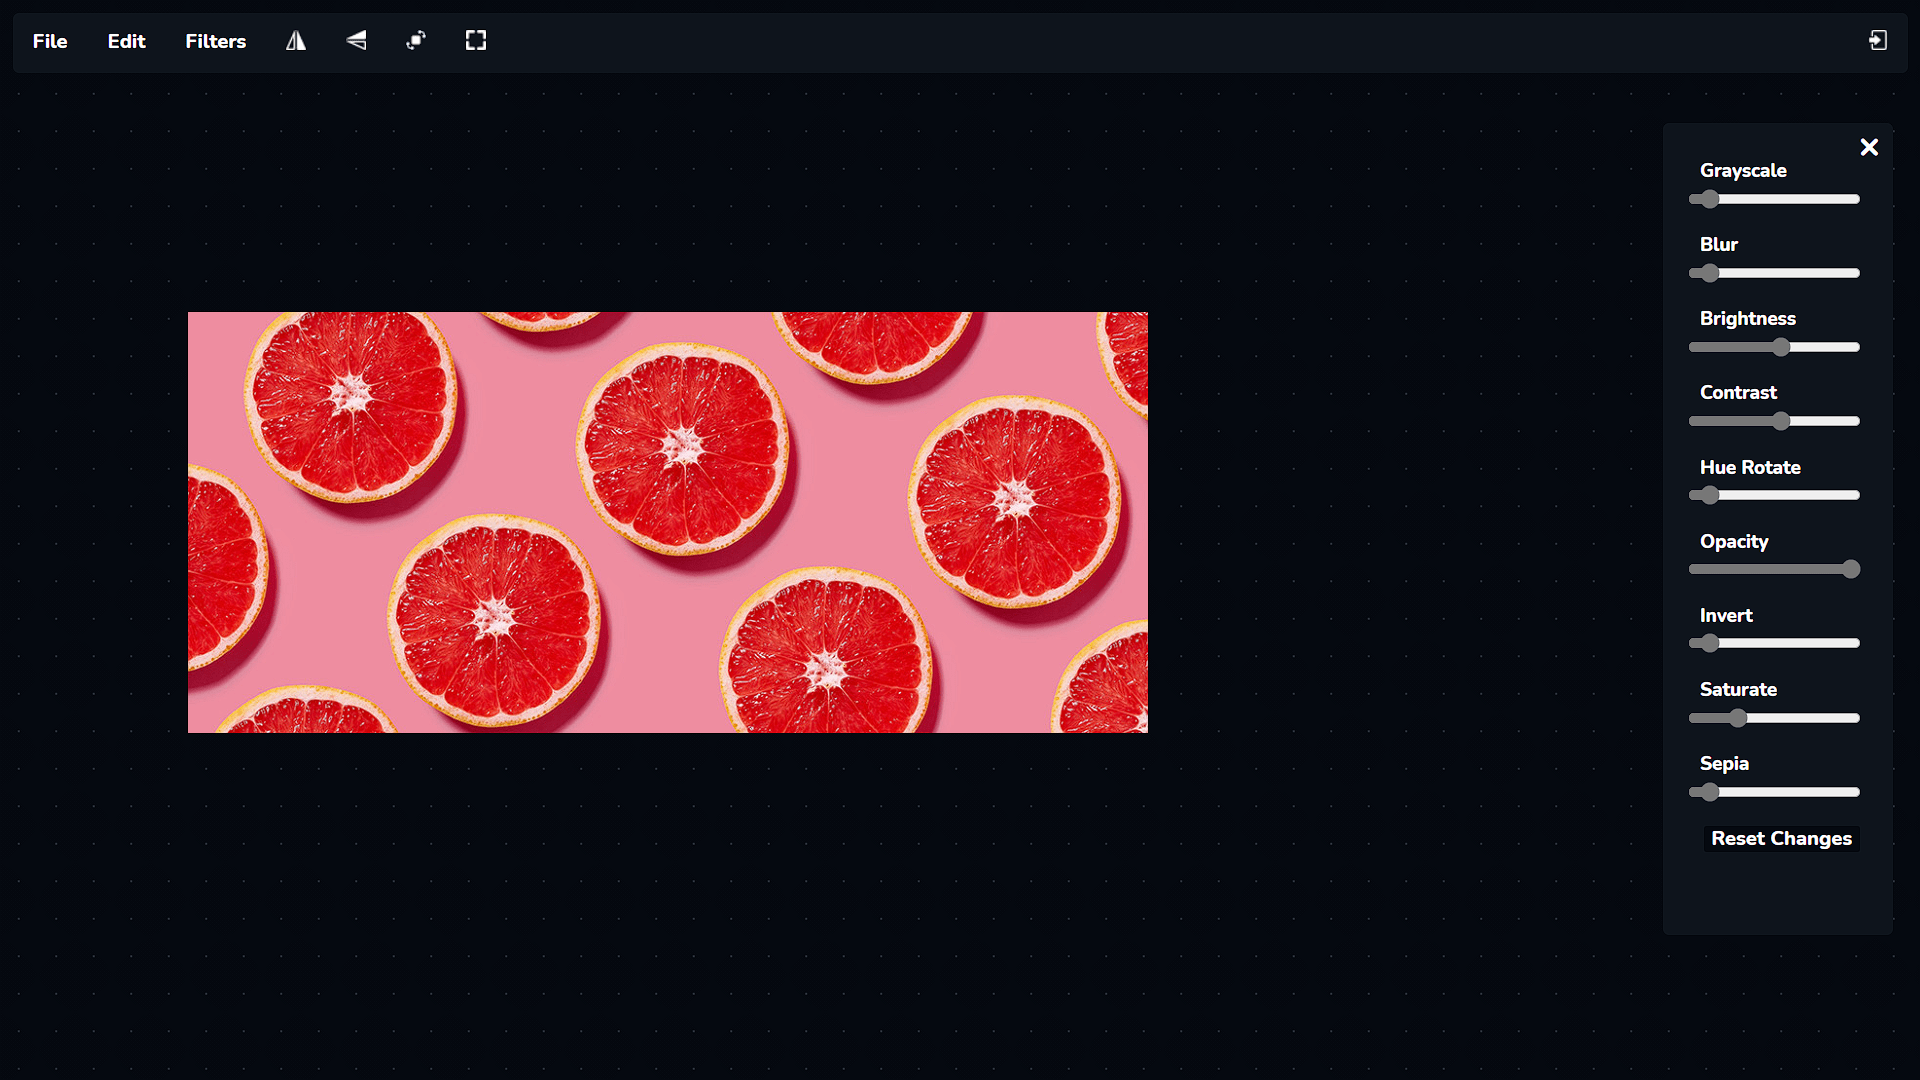 File Edit Filters
Grayscale
Blur
Brightness
Contrast
Hue Rotate
Opacity
Invert
Saturate
Sepia
Reset Changes